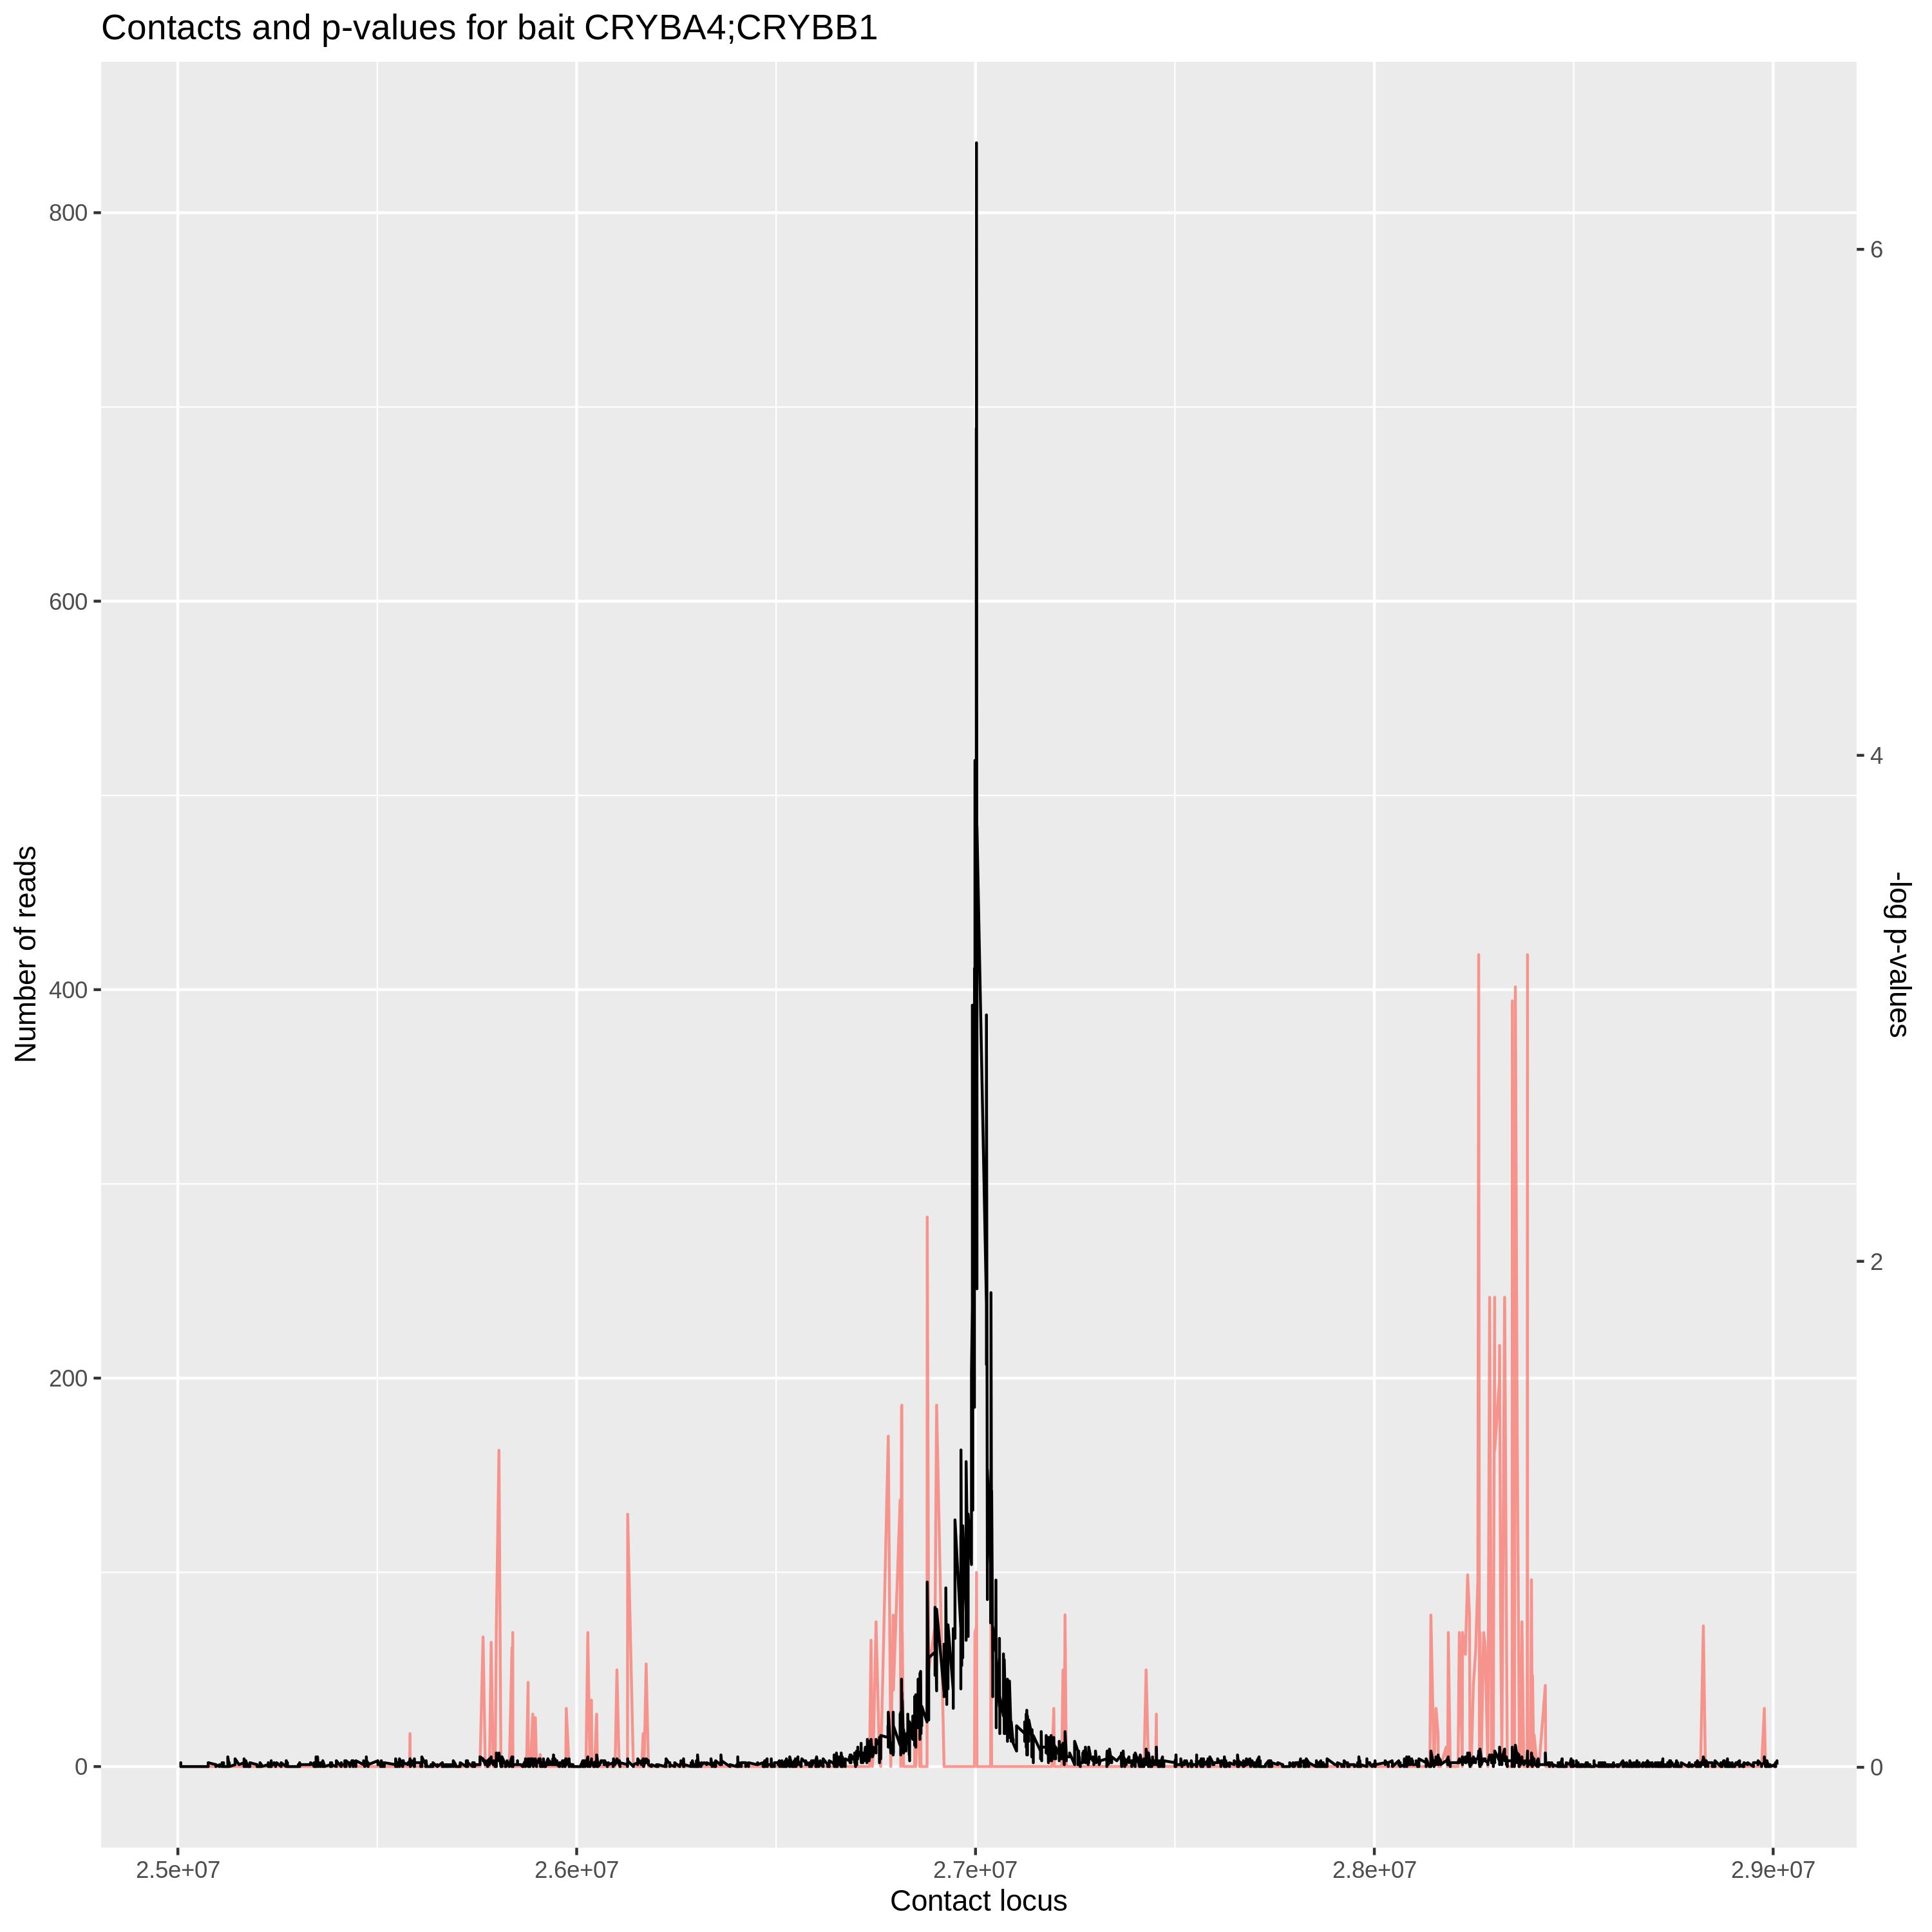 Contacts and p-values for bait CRYBA4;CRYBB1
800
600
400
200
0
Number of reads
6
4
2
0
-log p-values
2.5e+07 2.6e+07 2.7e+07 2.8e+07 2.9e+07
Contact locus